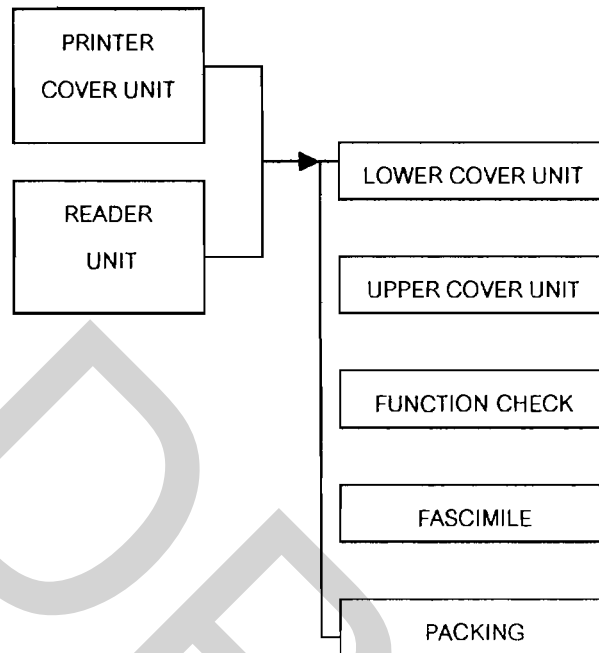 PRINTER
COVER UNIT
READER
UNIT
LOWER COVER UNIT
UPPER COVER UNIT
FUNCTION CHECK
FASCIMILE
PACKING